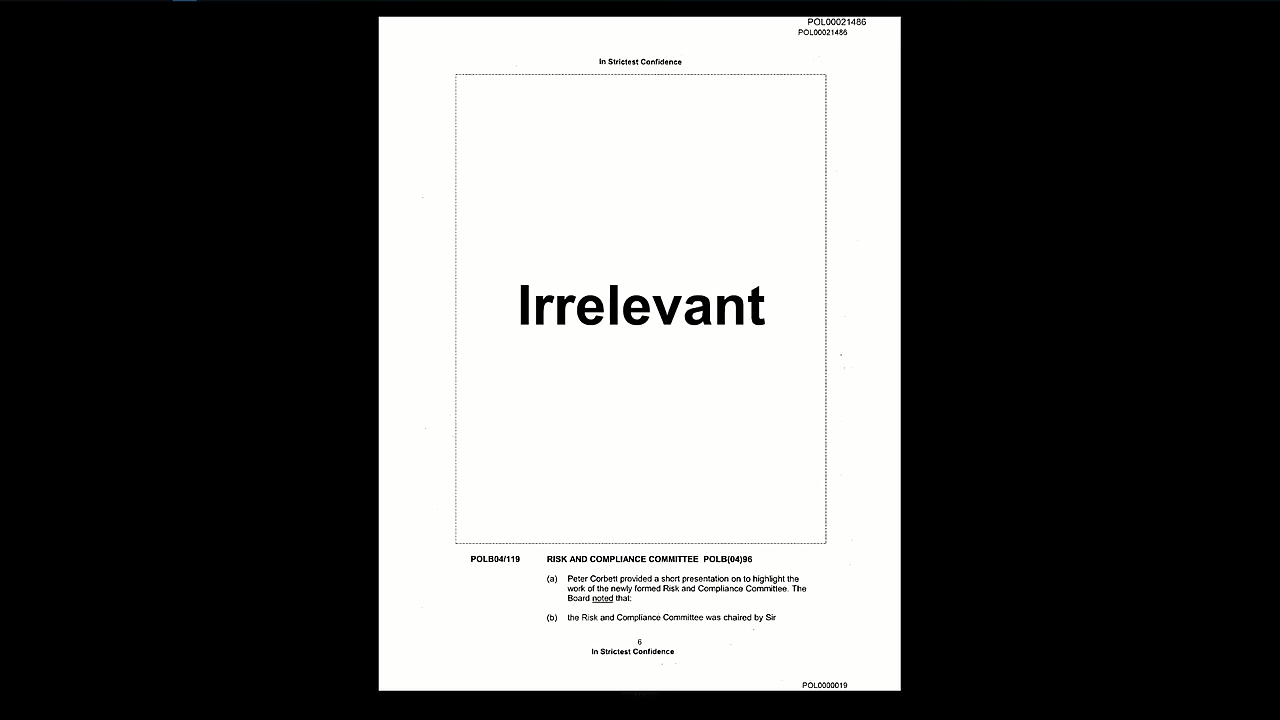 POL00021486
POL00021486
In Strictest Confidence
Irrelevant
POLB04/119 RISK AND COMPLIANCE COMMITTEE POLB(04)96
(a) Peter Corbett provided a short presentation on to highlight the
work of the newly formed Risk and Compliance Committee. The
Board noted that:
(b) the Risk and Compliance Committee was chaired by Sir
6
In Strictest Confidence
POL0000019